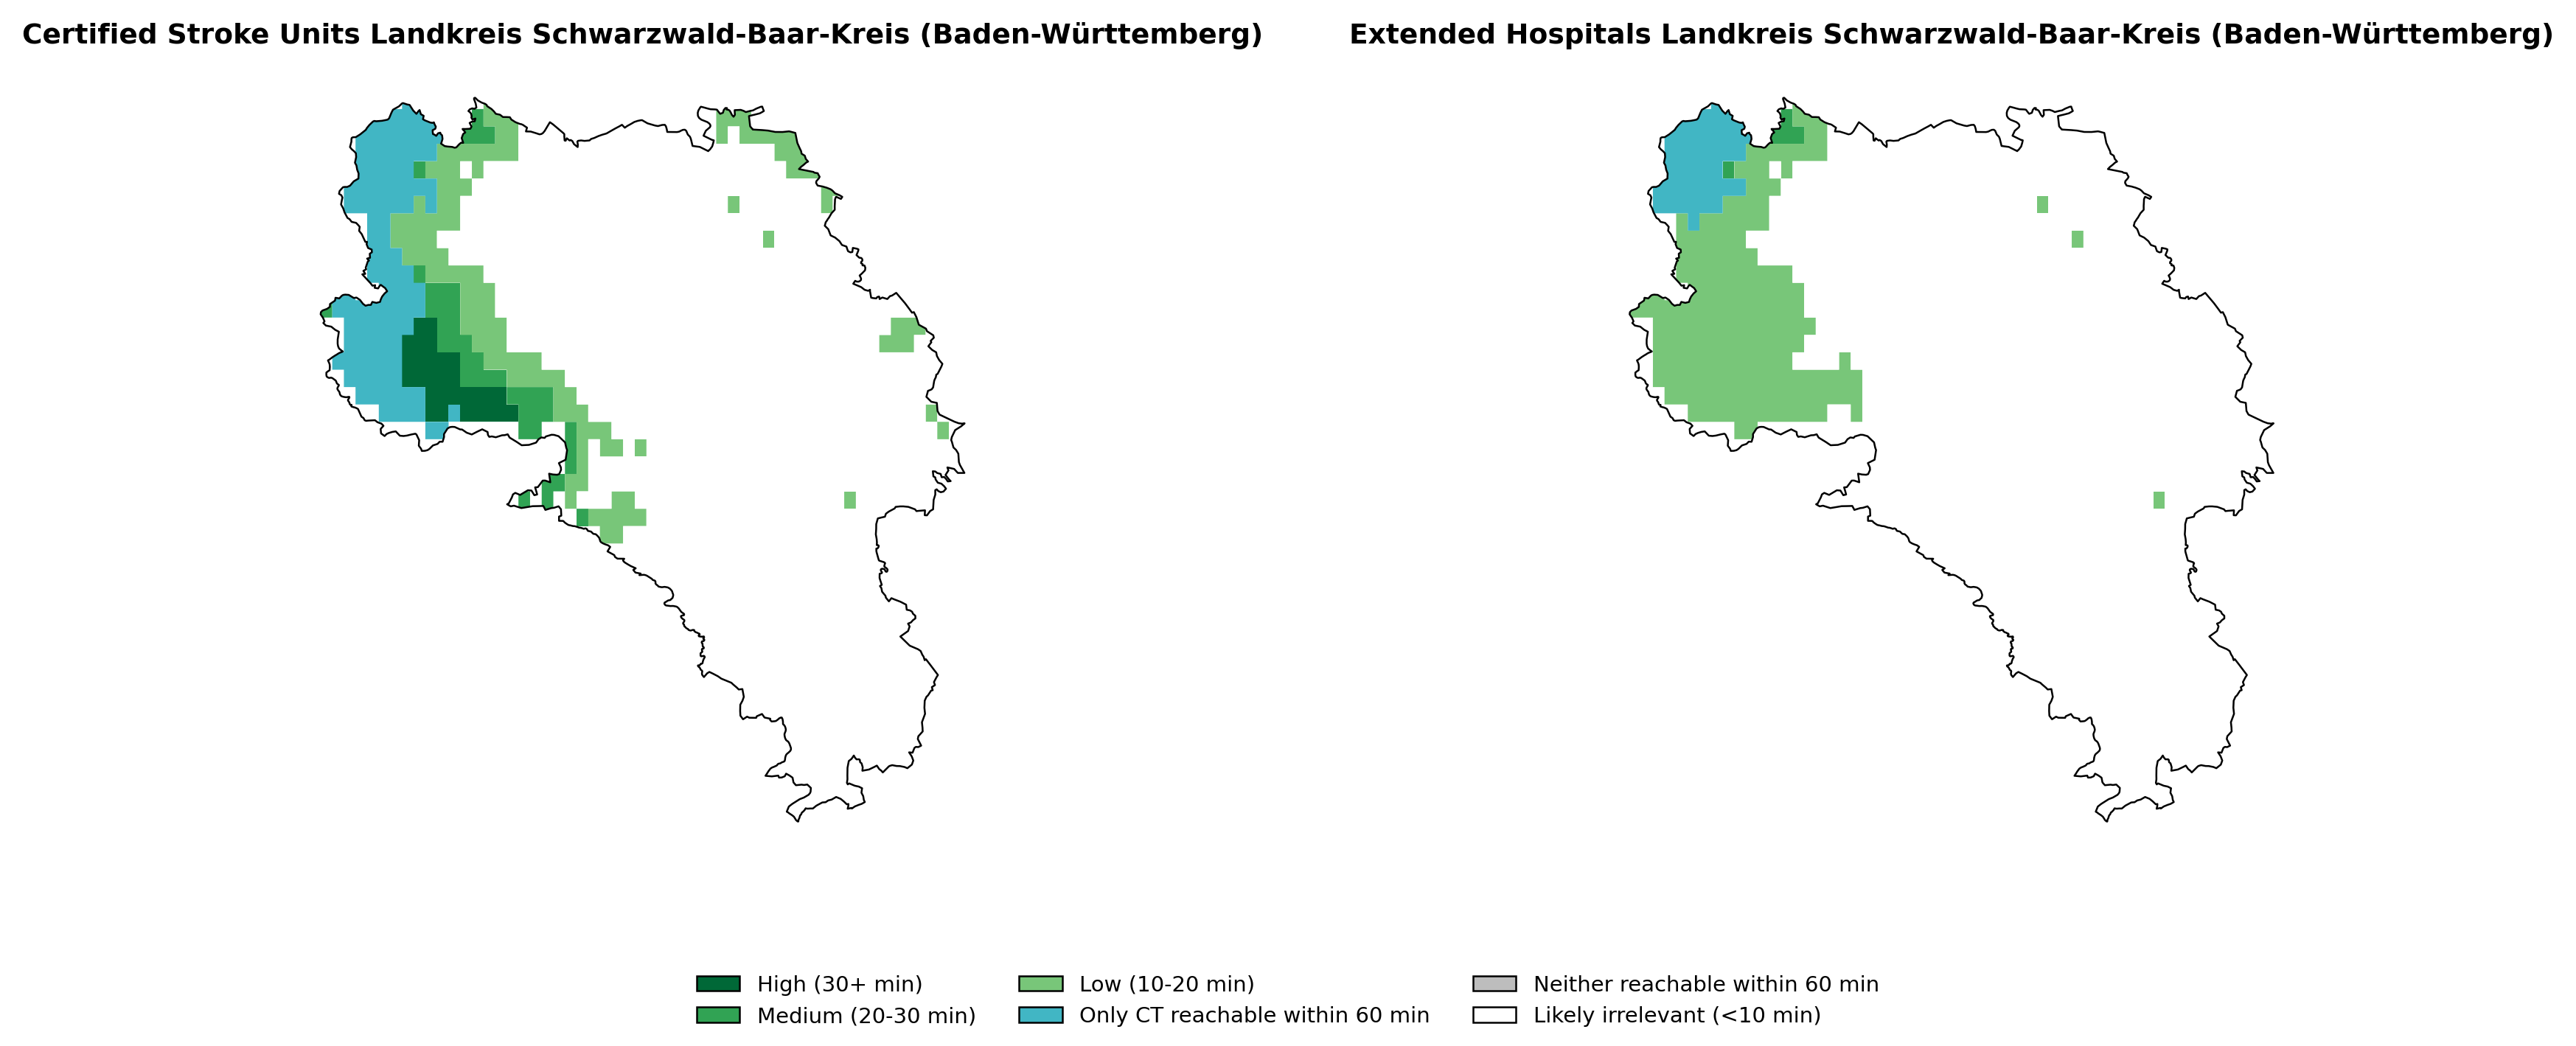 Certified Stroke Units Landkreis Schwarzwald-Baar-Kreis (Baden-Württemberg)
Extended Hospitals Landkreis Schwarzwald-Baar-Kreis (Baden-Württemberg)
High (30+ min)
Medium (20-30 min)
Low (10-20 min)
Only CT reachable within 60 min
Neither reachable within 60 min
Likely irrelevant (<10 min)